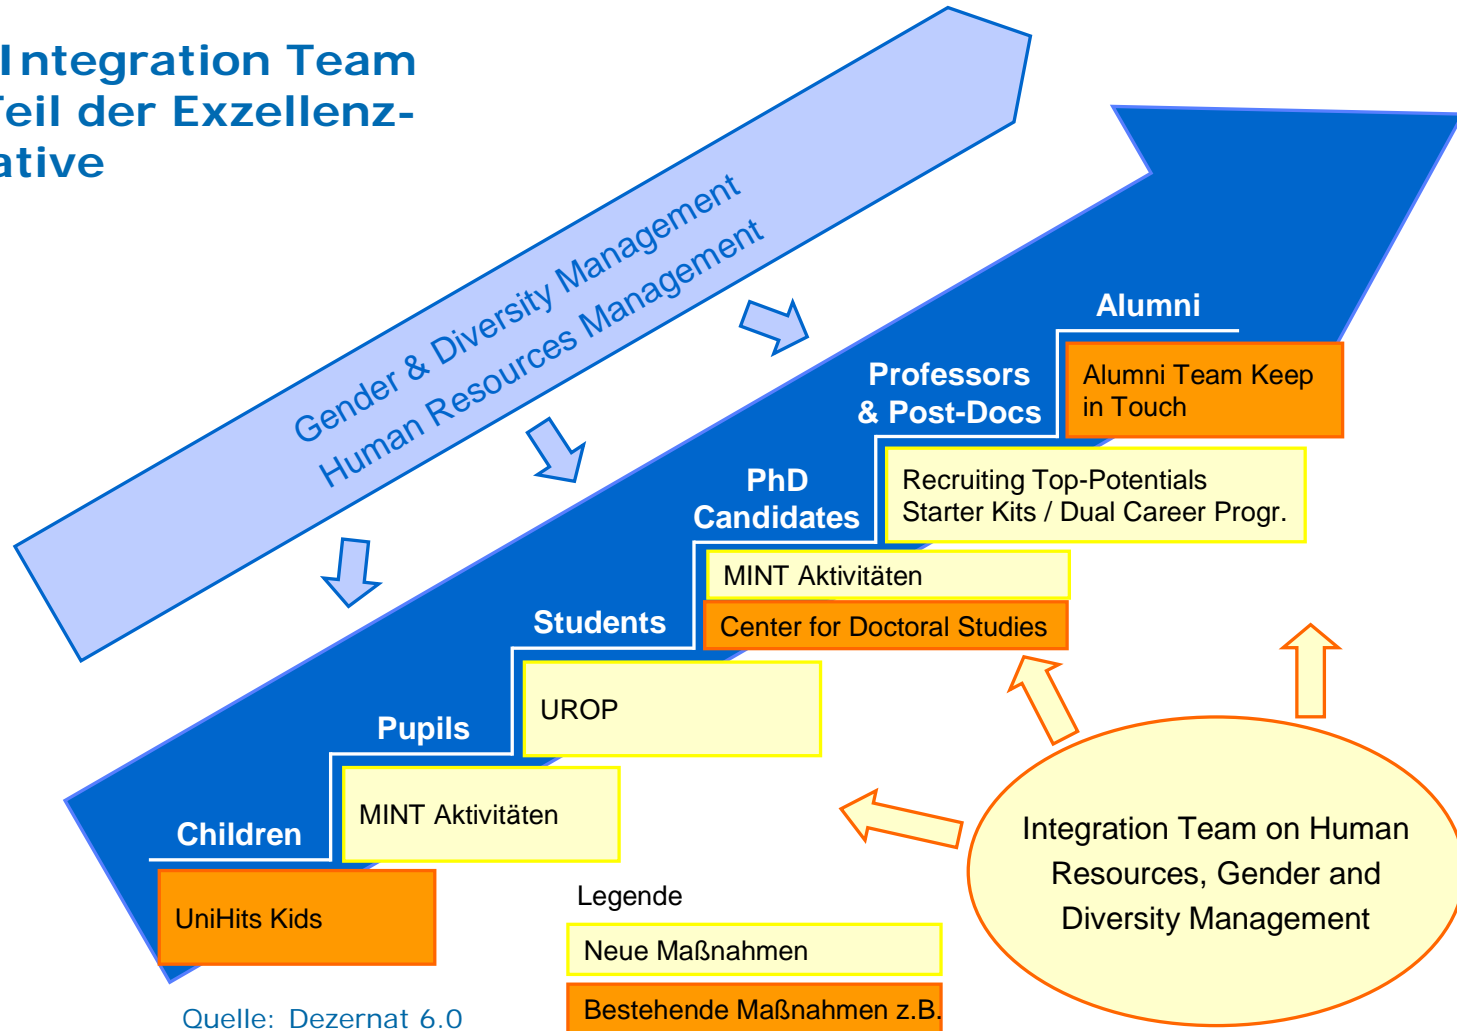 Integration Team
Teil der Exzellenz-
ative
Gender & Diversity Management
Human Resources Management
Alumni
Alumni Team Keep
in Touch
Professors
& Post-Docs
Recruiting Top-Potentials
Starter Kits / Dual Career Progr.
PhD
Candidates
MINT Aktivitäten
Center for Doctoral Studies
Students
UROP
Pupils
MINT Aktivitäten
Children
UniHits Kids
Integration Team on Human
Resources, Gender and
Diversity Management
Legende
Neue Maßnahmen
Bestehende Maßnahmen z.B.
Quelle: Dezernat 6.0